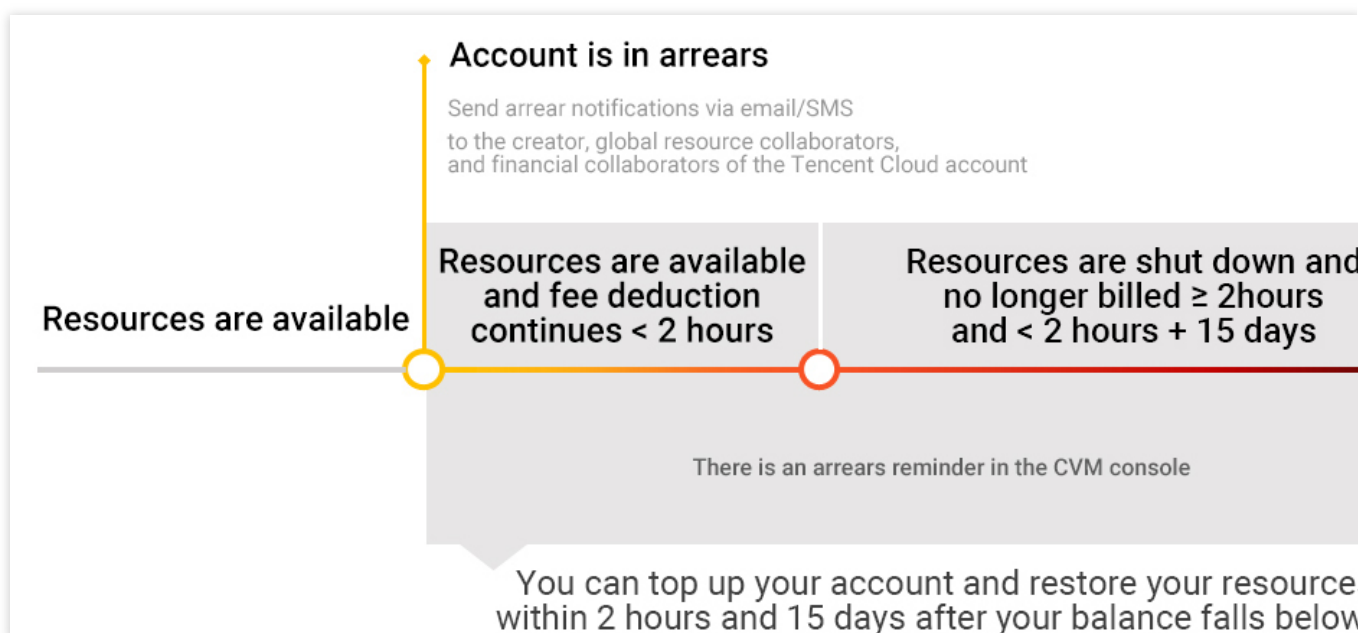 Account is in arrears
Send arrear notifications via email/SMS
to the creator, global resource collaborators,
and financial collaborators of the Tencent Cloud account
Resources are available
Resources are available
and fee deduction
continues < 2 hours
Resources are shut down and
no longer billed ≥ 2hours
and < 2 hours + 15 days
There is an arrears reminder in the CVM console
You can top up your account and restore your resource
within 2 hours and 15 days after your balance falls below